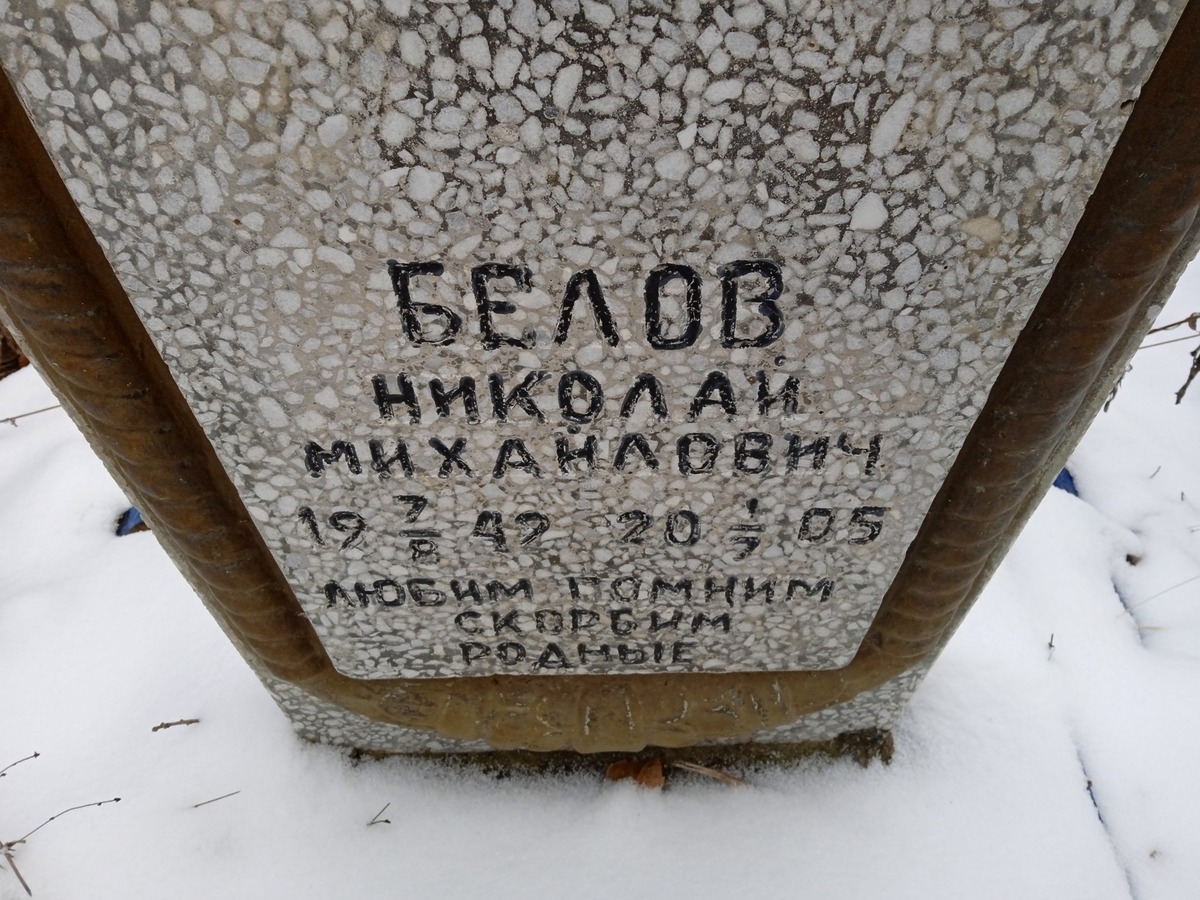 БЕЛОВ
НИКОЛАЙ
МИХАЙЛОВИЧ
19 7/8 42 20 1/7 05
ЛЮБИМ ПОМНИМ
СКОРБИМ
РОДНЫЕ